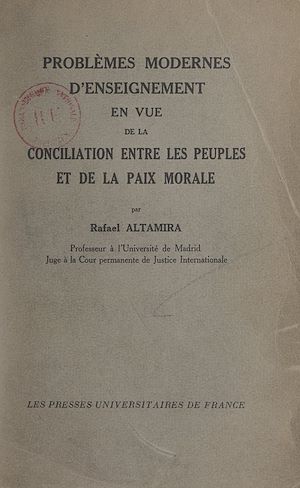 PROBLÈMES MODERNES
D'ENSEIGNEMENT
EN VUE
DE LA
CONCILIATION ENTRE LES PEUPLES
ET DE LA PAIX MORALE
par
Rafael ALTAMIRA
Professeur à l'Université de Madrid
Juge à la Cour permanente de Justice Internationale
LES PRESSES UNIVERSITAIRES DE FRANCE